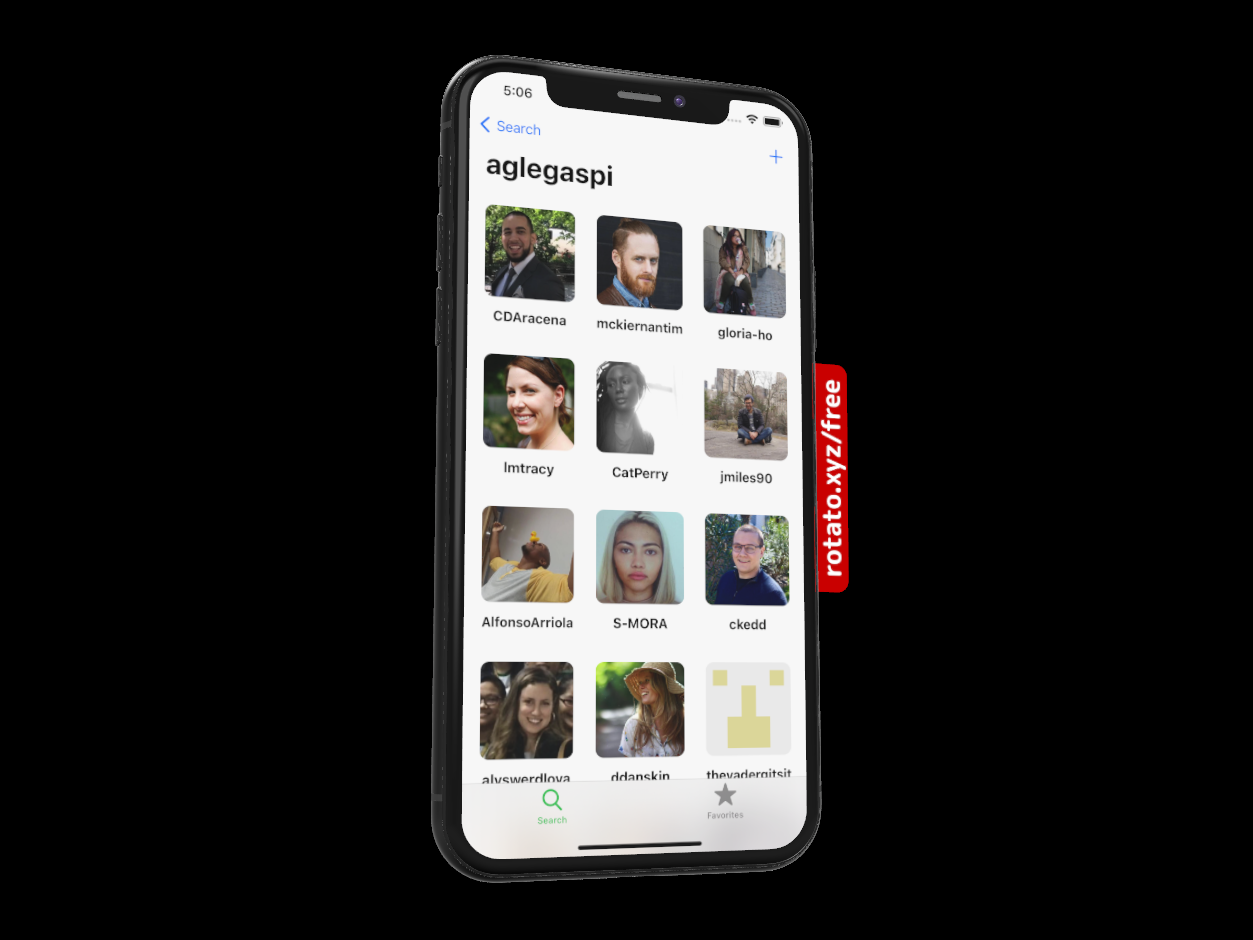 5:06
Search
aglegaspi
CDAracena
mckiernantim
gloria-ho
lmtracy
CatPerry
jmiles90
AlfonsoArriola
S-MORA
ckedd
alyswerdlova
ddanskin
thevadergitsit
Search
Favorites
rotato.xyz/free